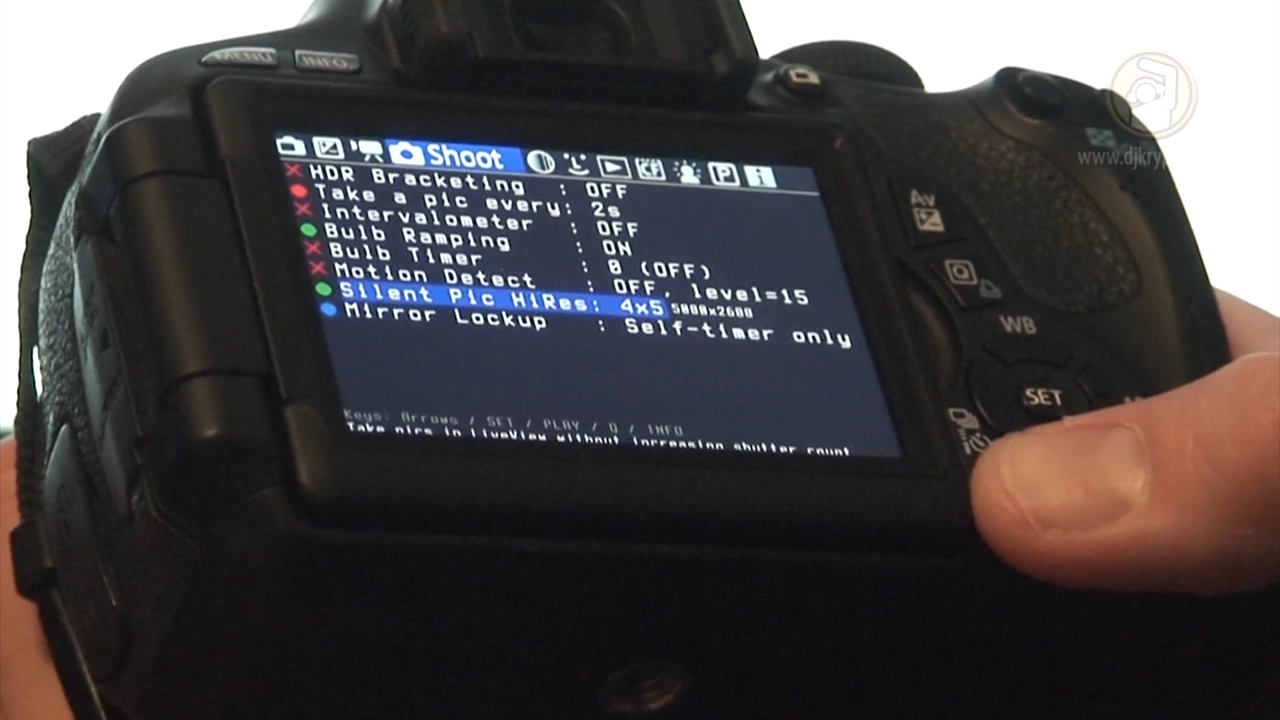 MENU INFO.
Shoot
HDR Bracketing : OFF
Take a pic every: 2s
Intervalometer : OFF
Bulb Ramping : ON
Bulb Timer : 0 (OFF)
Motion Detect : OFF, level=15
Silent Pic HiRes: 4x5 5000x2600
Mirror Lockup : Self-timer only
Keys: Arrows / SET / PLAY / Q / INFO
Take pics in LiveView without increasing shutter count
Av
Q
WB
SET